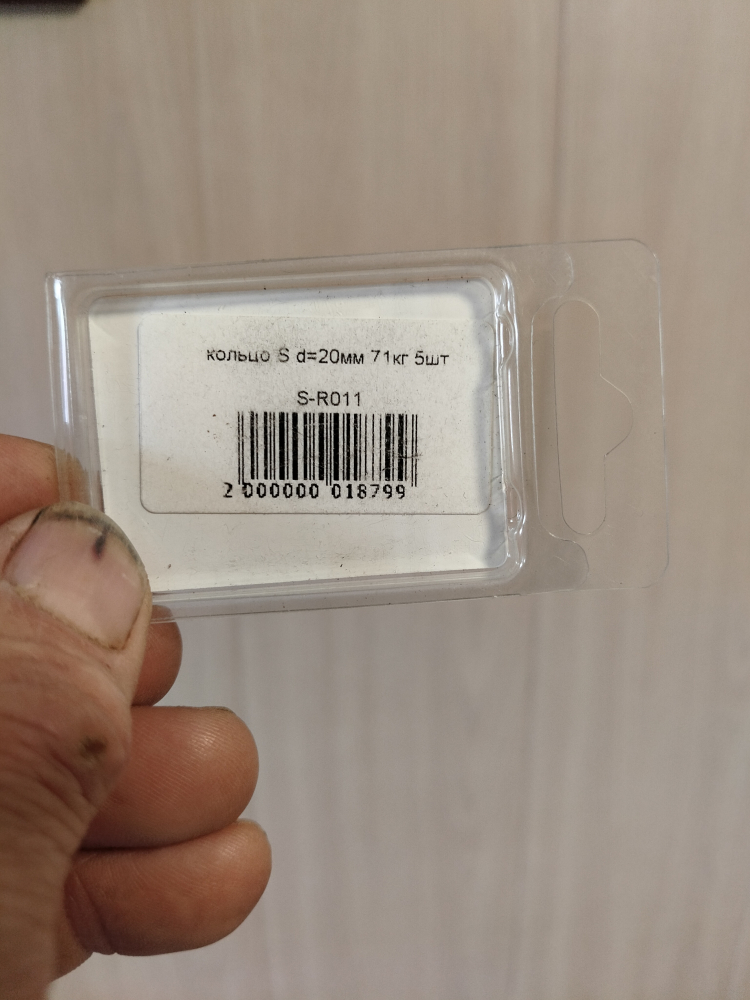 кольцо S d=20мм 71кг 5шт
S-R011
2 000000 018799